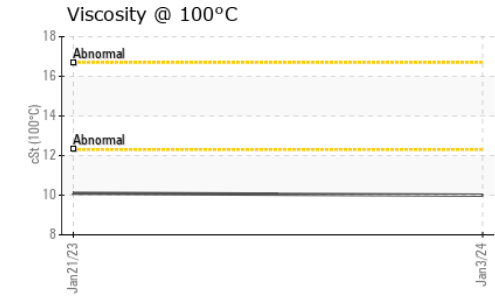 Viscosity @ 100°C
cSt (100°C)
18
16
14
12
10
8
Abnormal
Abnormal
Jan21/23
Jan3/24